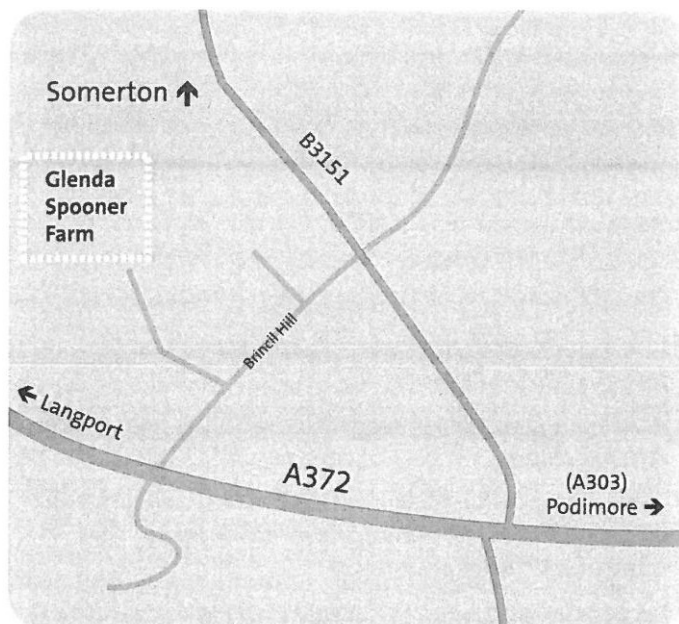 Somerton ↑
B3151
Glenda
Spooner
Farm
Brincil Hill
← Langport
A372
(A303)
Podimore →